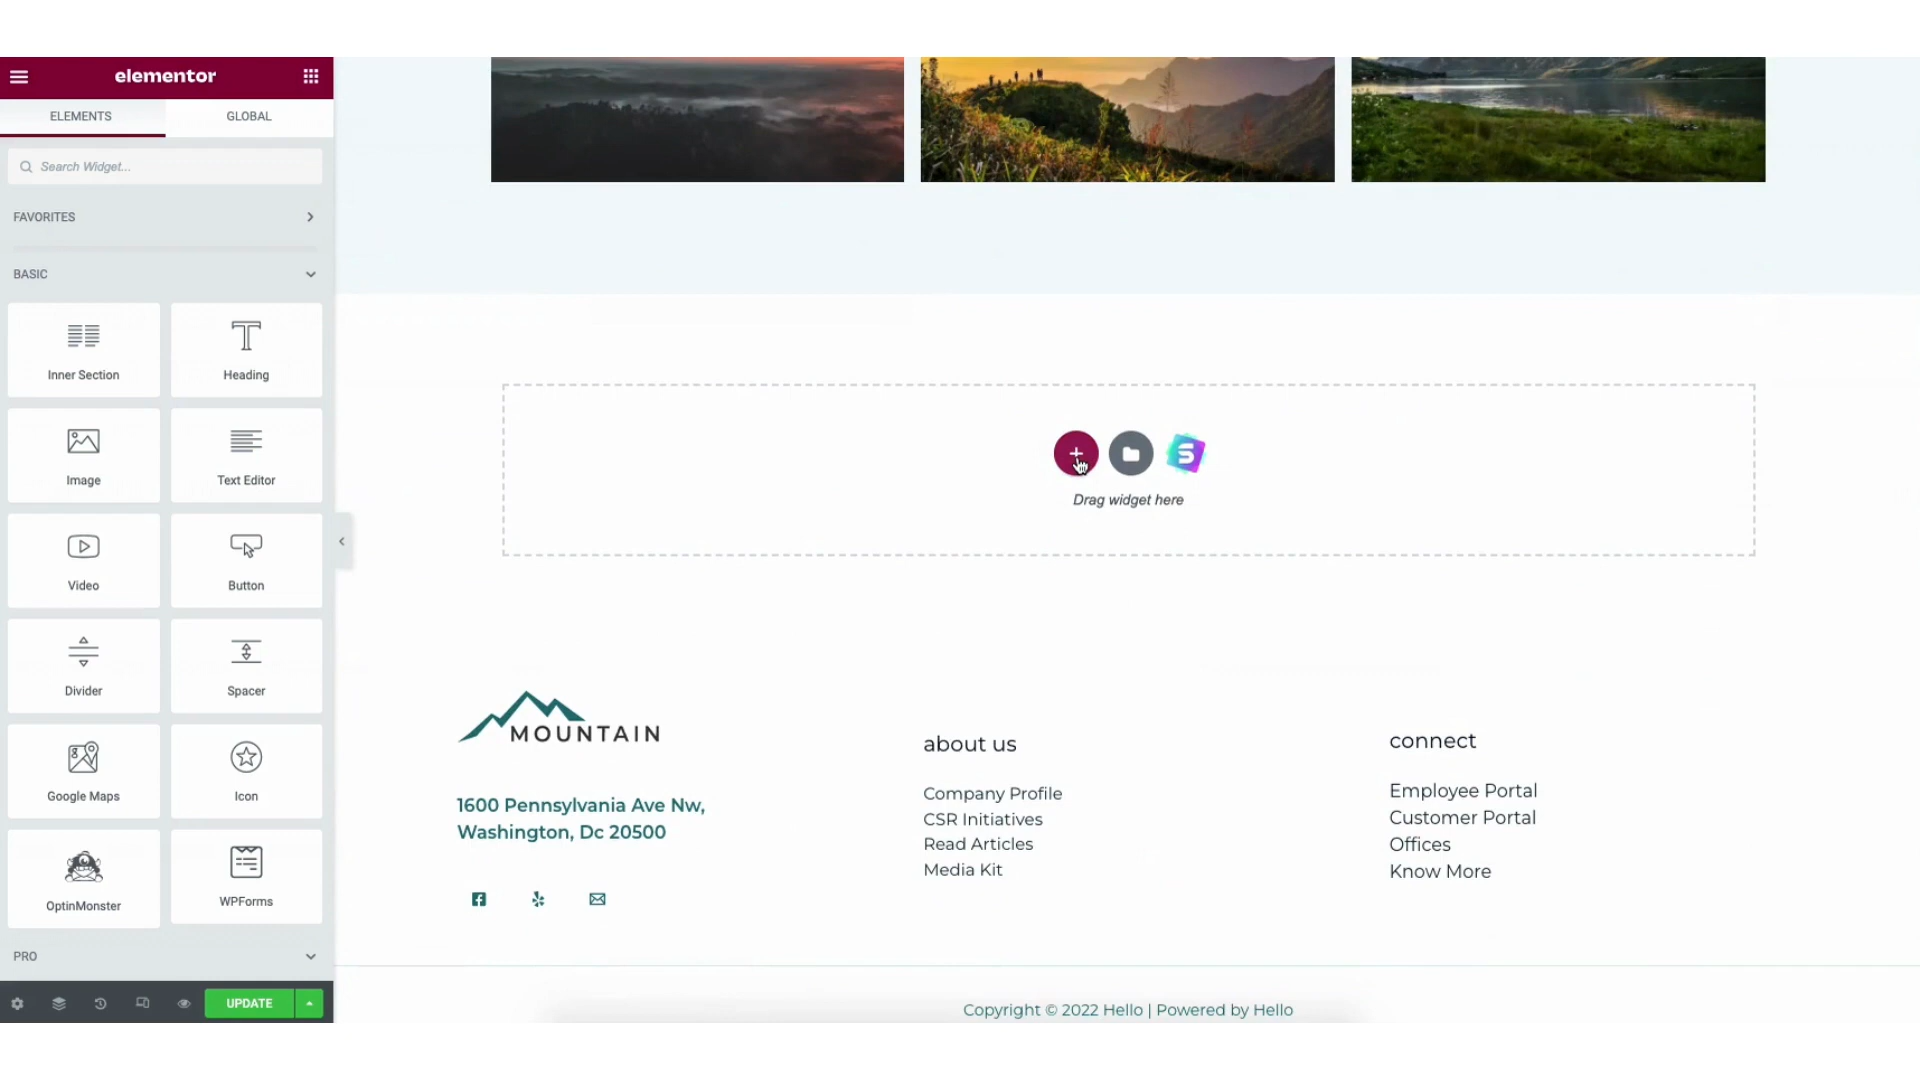 elementor
ELEMENTS
GLOBAL
Search Widget...
FAVORITES
BASIC
Inner Section
Heading
Image
Text Editor
Video
Button
Divider
Spacer
Google Maps
Icon
OptinMonster
WPForms
PRO
UPDATE
Drag widget here
MOUNTAIN
1600 Pennsylvania Ave Nw,
Washington, Dc 20500
about us
Company Profile
CSR Initiatives
Read Articles
Media Kit
connect
Employee Portal
Customer Portal
Offices
Know More
Copyright © 2022 Hello | Powered by Hello